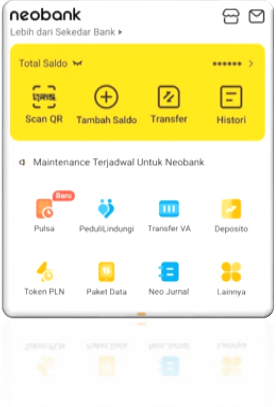 neobank
Lebih dari Sekedar Bank
Total Saldo
Scan QR Tambah Saldo Transfer Histori
Maintenance Terjadwal Untuk Neobank
Baru
Pulsa PeduliLindungi Transfer VA Deposito
Token PLN Paket Data Neo Jurnal Lainnya